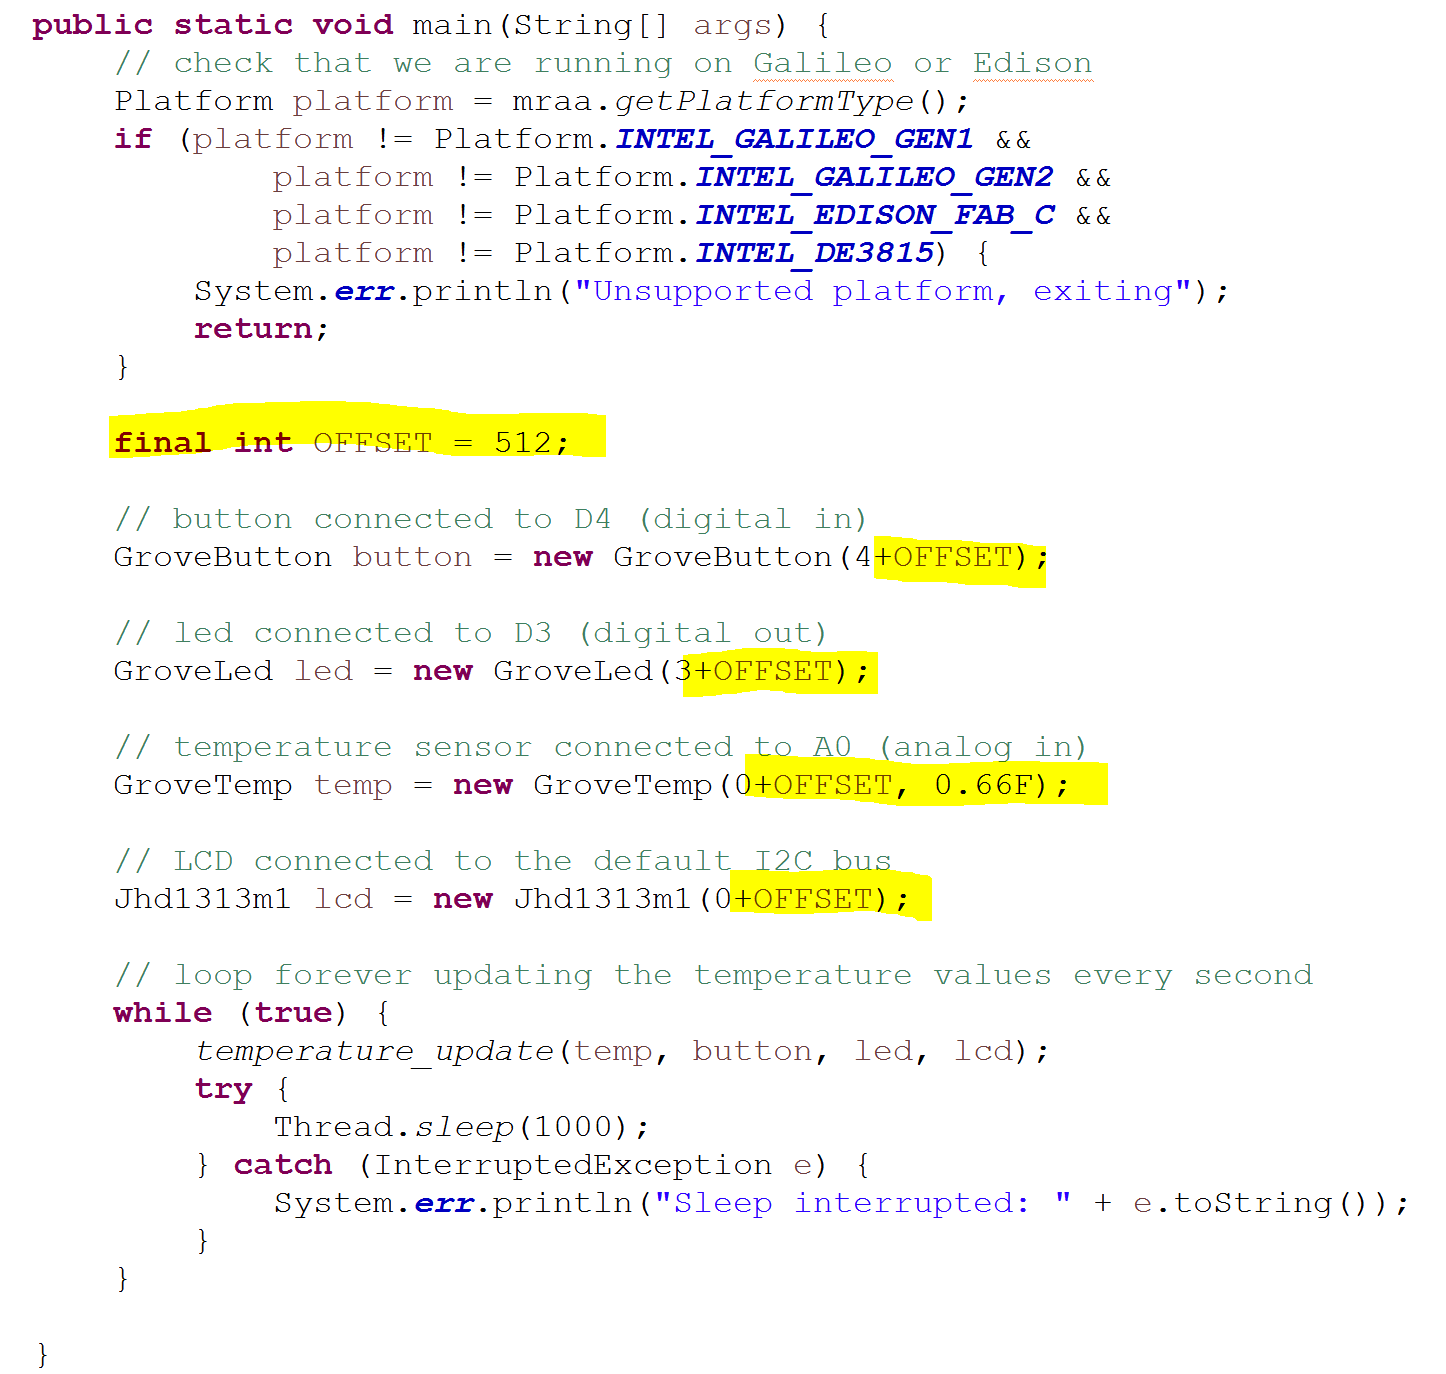 public static void main(String[] args) {
// check that we are running on Galileo or Edison
Platform platform = mraa.getPlatformType();
if (platform != Platform.INTEL_GALILEO_GEN1 &&
platform != Platform.INTEL_GALILEO_GEN2 &&
platform != Platform.INTEL_EDISON_FAB_C &&
platform != Platform.INTEL_DE3815) {
System.err.println("Unsupported platform, exiting");
return;
}
final int OFFSET = 512;
// button connected to D4 (digital in)
GroveButton button = new GroveButton(4+OFFSET);
// led connected to D3 (digital out)
GroveLed led = new GroveLed(3+OFFSET);
// temperature sensor connected to A0 (analog in)
GroveTemp temp = new GroveTemp(0+OFFSET, 0.66F);
// LCD connected to the default I2C bus
Jhd1313m1 lcd = new Jhd1313m1(0+OFFSET);
// loop forever updating the temperature values every second
while (true) {
temperature_update(temp, button, led, lcd);
try {
Thread.sleep(1000);
} catch (InterruptedException e) {
System.err.println("Sleep interrupted: " + e.toString());
}
}
}